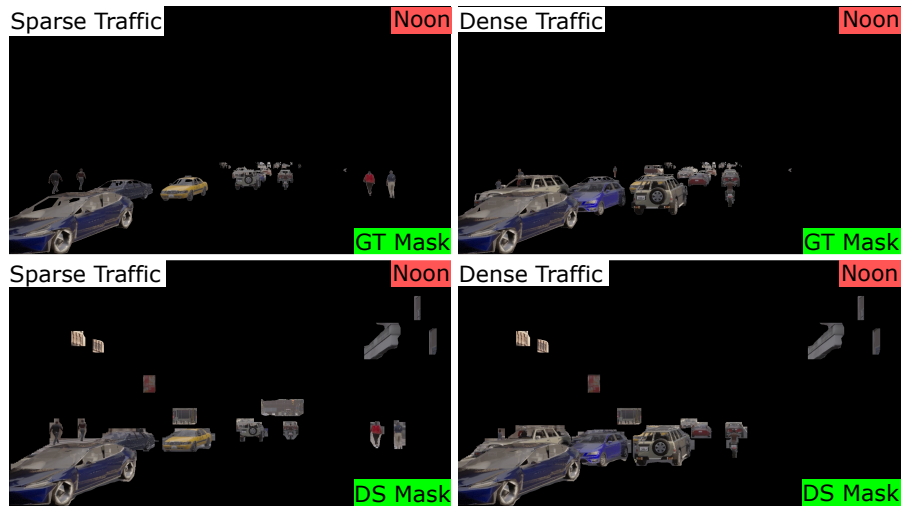 Sparse Traffic
Noon
Dense Traffic
Noon
GT Mask
GT Mask
Sparse Traffic
Noon
Dense Traffic
Noon
DS Mask
DS Mask